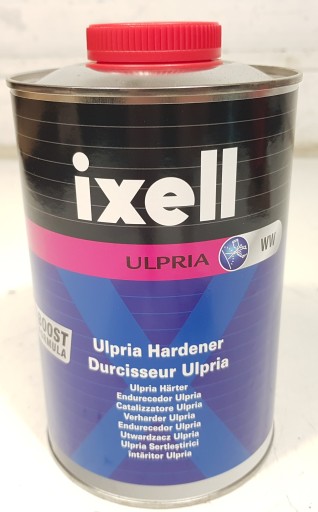 ixell
ULPRIA
WW
BOOST
FORMULA
Ulpria Hardener
Durcisseur Ulpria
Ulpria Härter
Endurecedor Ulpria
Catalizzatore Ulpria
Verharder Ulpria
Endurecedor Ulpria
Utwardzacz Ulpria
Ulpria Sertleştirici
Întăritor Ulpria